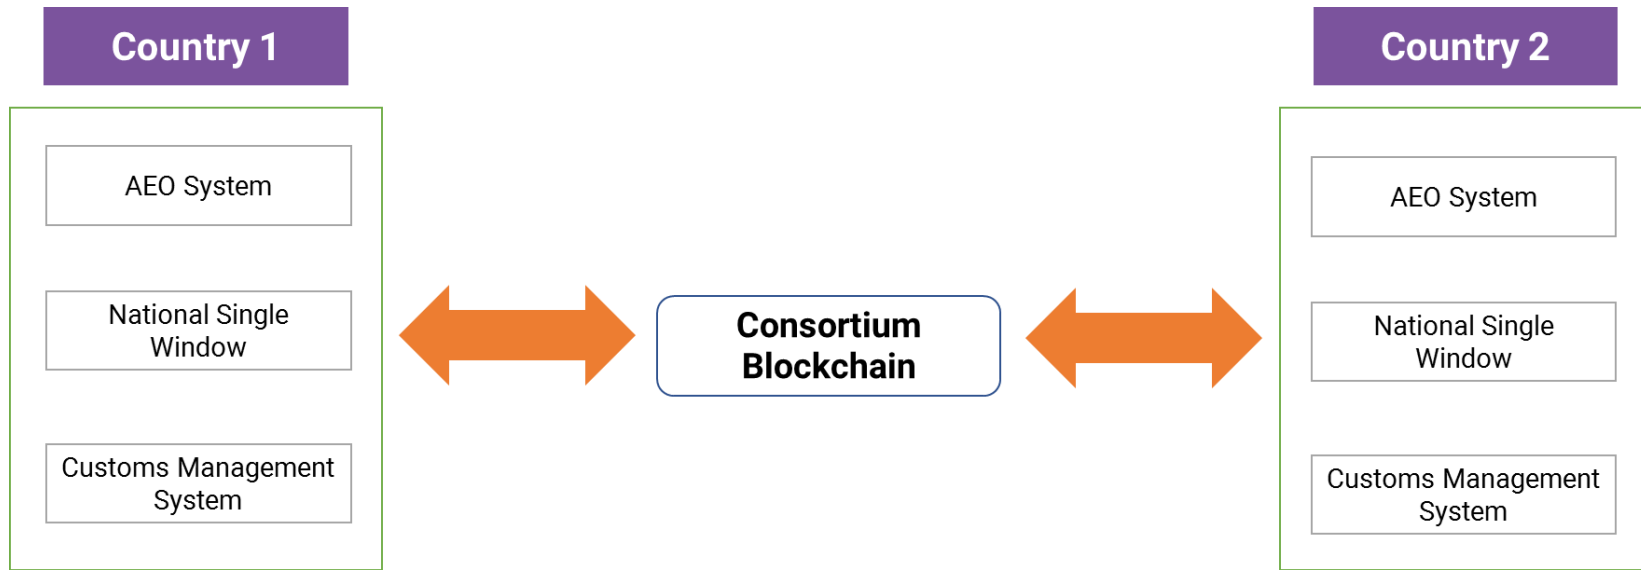 Country 1
AEO System
National Single
Window
Customs Management
System
Consortium
Blockchain
Country 2
AEO System
National Single
Window
Customs Management
System